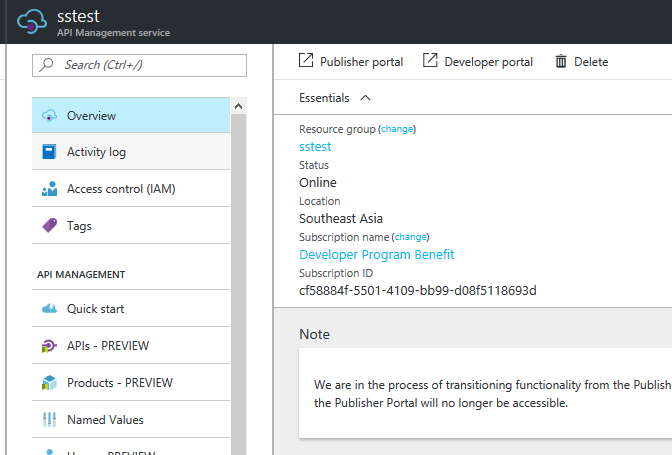 sstest
API Management service
Search (Ctrl+/)
Overview
Activity log
Access control (IAM)
Tags
API MANAGEMENT
Quick start
APIs - PREVIEW
Products - PREVIEW
Named Values
Publisher portal
Developer portal
Delete
Essentials
Resource group (change)
sstest
Status
Online
Location
Southeast Asia
Subscription name (change)
Developer Program Benefit
Subscription ID
cf58884f-5501-4109-bb99-d08f5118693d
Note
We are in the process of transitioning functionality from the Publish
the Publisher Portal will no longer be accessible.